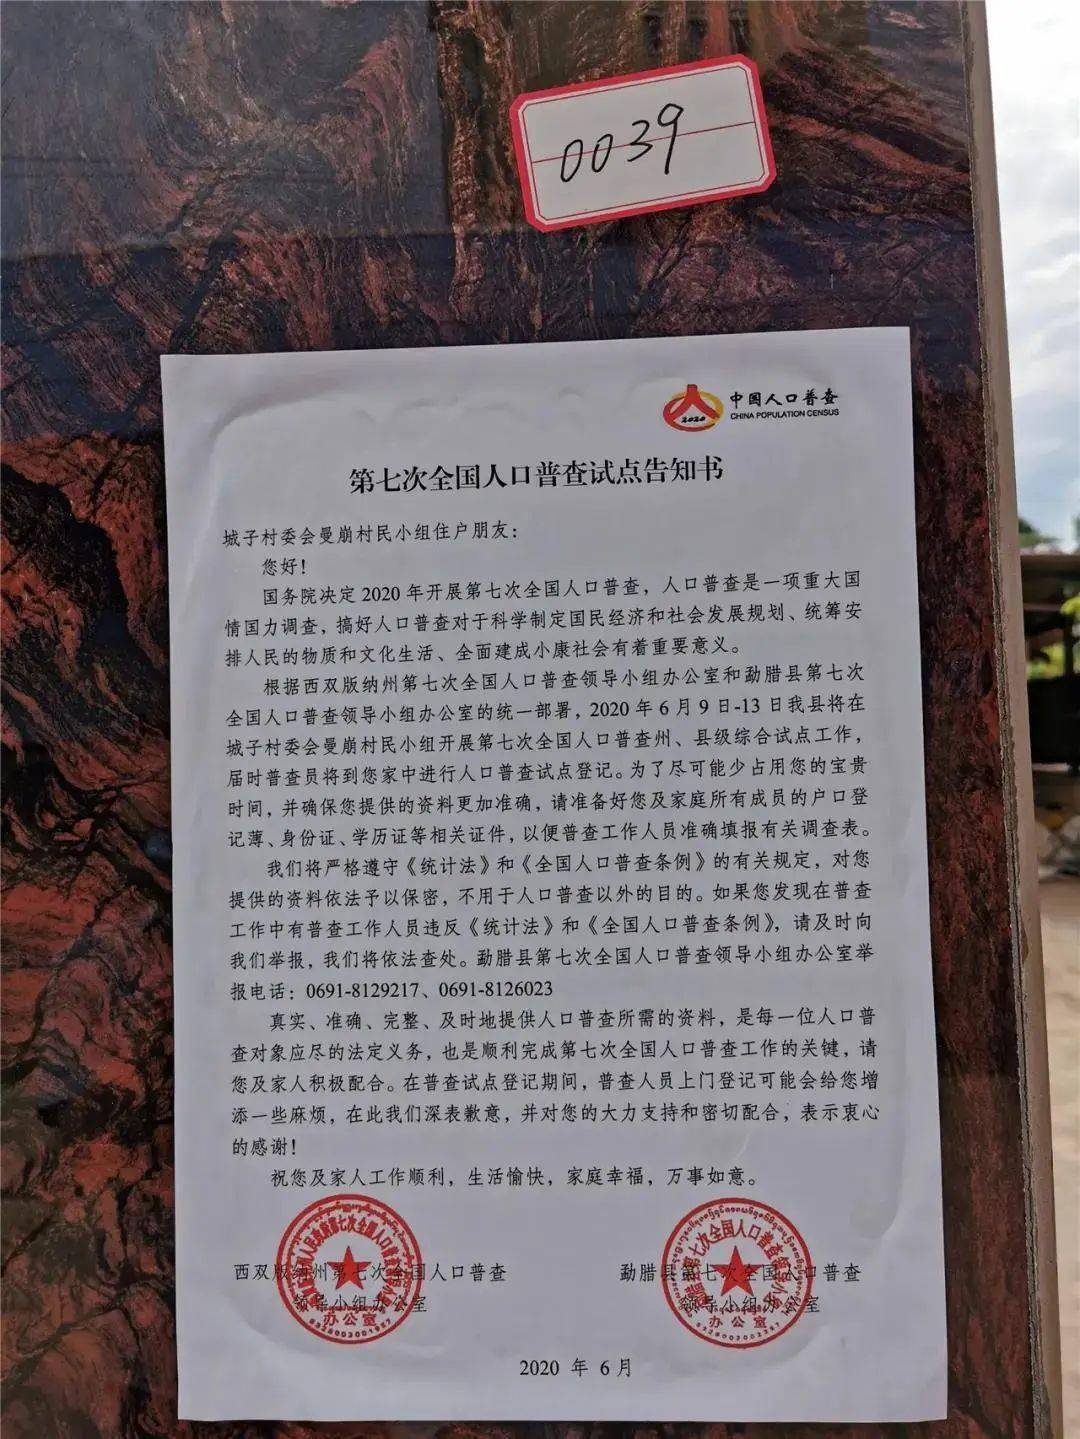 0039
中国人口普查
CHINA POPULATION CENSUS
2020
第七次全国人口普查试点告知书
城子村委会曼崩村民小组住户朋友：
您好！
国务院决定 2020 年开展第七次全国人口普查，人口普查是一项重大国
情国力调查，搞好人口普查对于科学制定国民经济和社会发展规划、统筹安
排人民的物质和文化生活、全面建成小康社会有着重要意义。
根据西双版纳州第七次全国人口普查领导小组办公室和勐腊县第七次
全国人口普查领导小组办公室的统一部署，2020 年 6 月 9 日-13 日我县将在
城子村委会曼崩村民小组开展第七次全国人口普查州、县级综合试点工作，
届时普查员将到您家中进行人口普查试点登记。为了尽可能少占用您的宝贵
时间，并确保您提供的资料更加准确，请准备好您及家庭所有成员的户口登
记薄、身份证、学历证等相关证件，以便普查工作人员准确填报有关调查表。
我们将严格遵守《统计法》和《全国人口普查条例》的有关规定，对您
提供的资料依法予以保密，不用于人口普查以外的目的。如果您发现在普查
工作中有普查工作人员违反《统计法》和《全国人口普查条例》，请及时向
我们举报，我们将依法查处。勐腊县第七次全国人口普查领导小组办公室举
报电话：0691-8129217、0691-8126023
真实、准确、完整、及时地提供人口普查所需的资料，是每一位人口普
查对象应尽的法定义务，也是顺利完成第七次全国人口普查工作的关键，请
您及家人积极配合。在普查试点登记期间，普查人员上门登记可能会给您增
添一些麻烦，在此我们深表歉意，并对您的大力支持和密切配合，表示衷心
的感谢！
祝您及家人工作顺利，生活愉快，家庭幸福，万事如意。
西双版纳州第七次全国人口普查
领导小组办公室
办公室
勐腊县第七次全国人口普查
领导小组办公室
办公室
2020 年 6 月